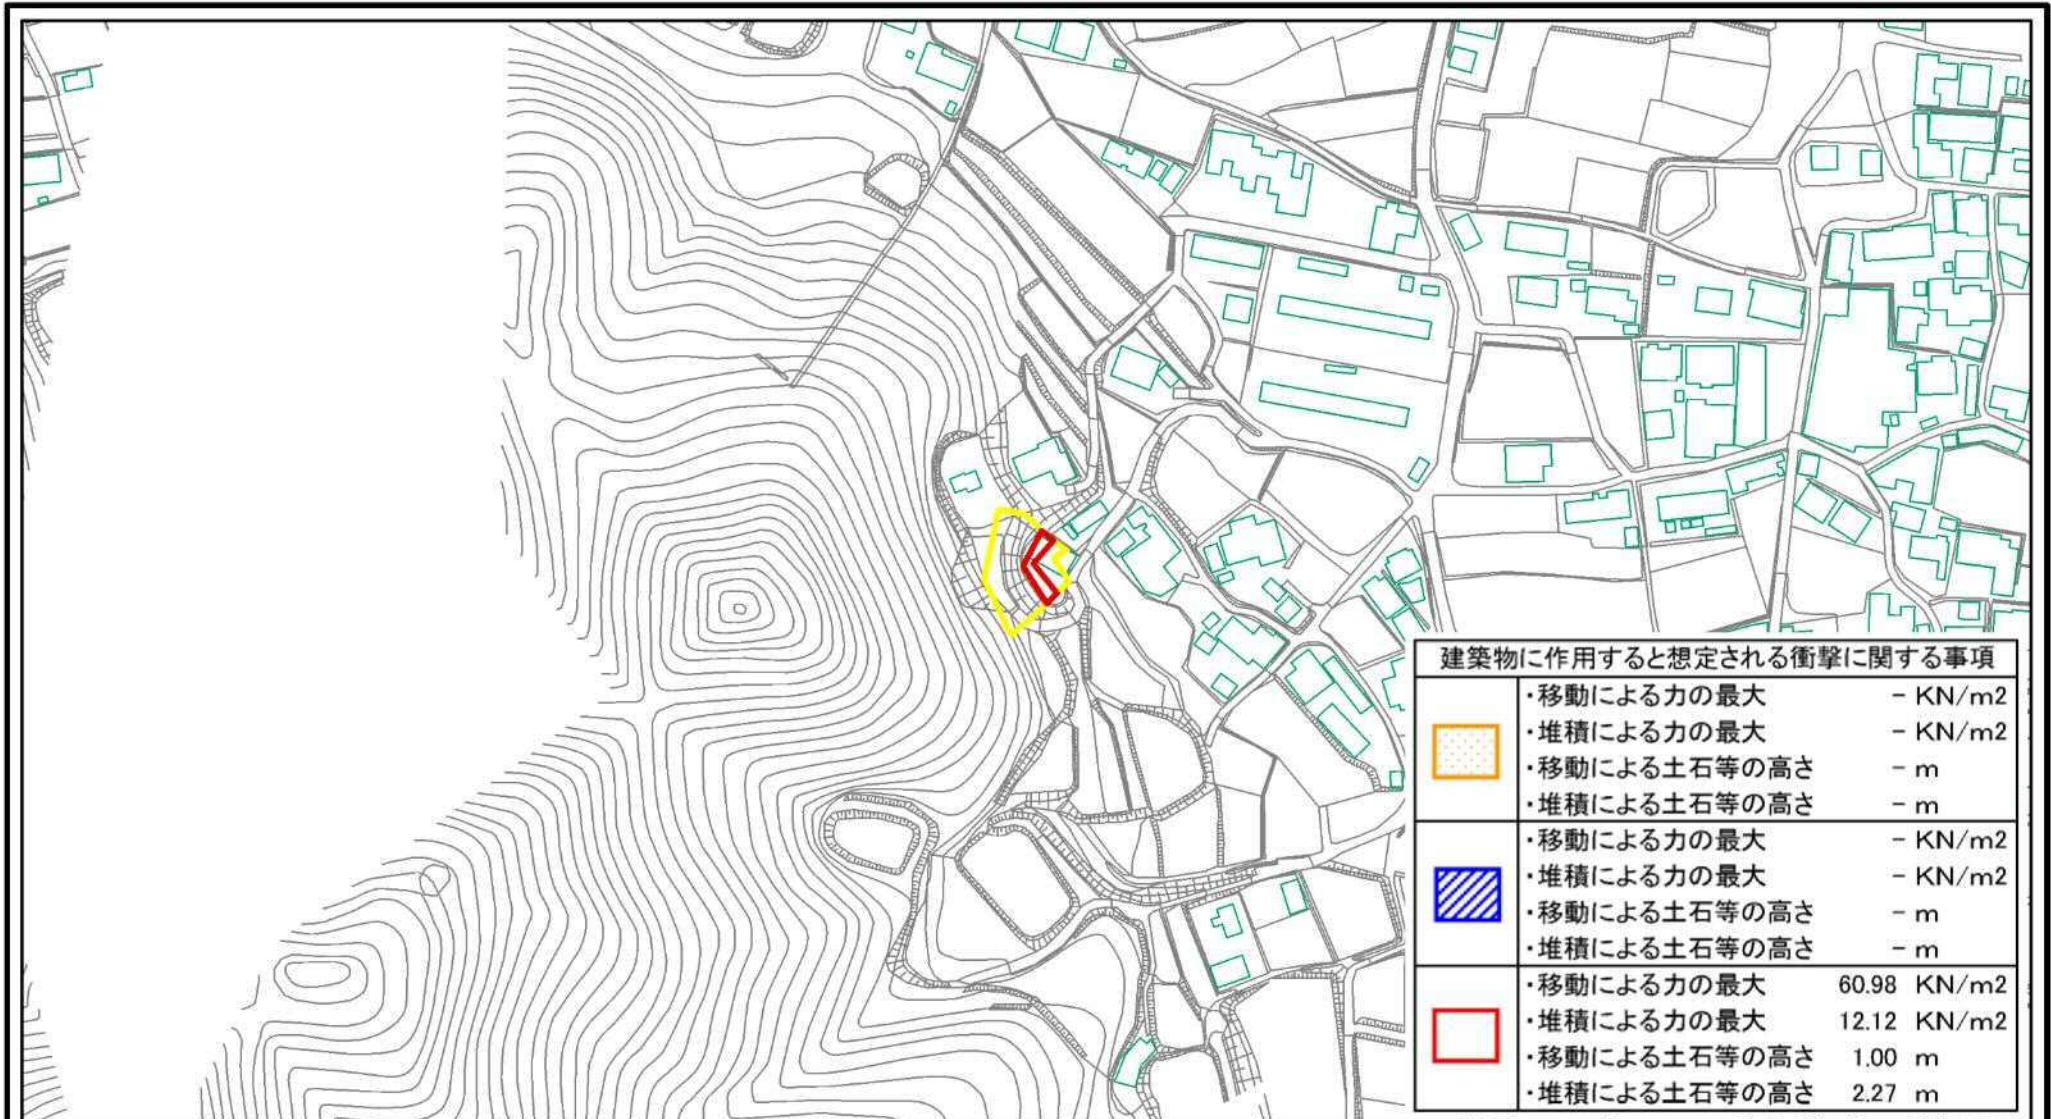 建築物に作用すると想定される衝撃に関する事項
・移動による力の最大 - KN/m2
・堆積による力の最大 - KN/m2
・移動による土石等の高さ - m
・堆積による土石等の高さ - m
・移動による力の最大 - KN/m2
・堆積による力の最大 - KN/m2
・移動による土石等の高さ - m
・堆積による土石等の高さ - m
・移動による力の最大 60.98 KN/m2
・堆積による力の最大 12.12 KN/m2
・移動による土石等の高さ 1.00 m
・堆積による土石等の高さ 2.27 m